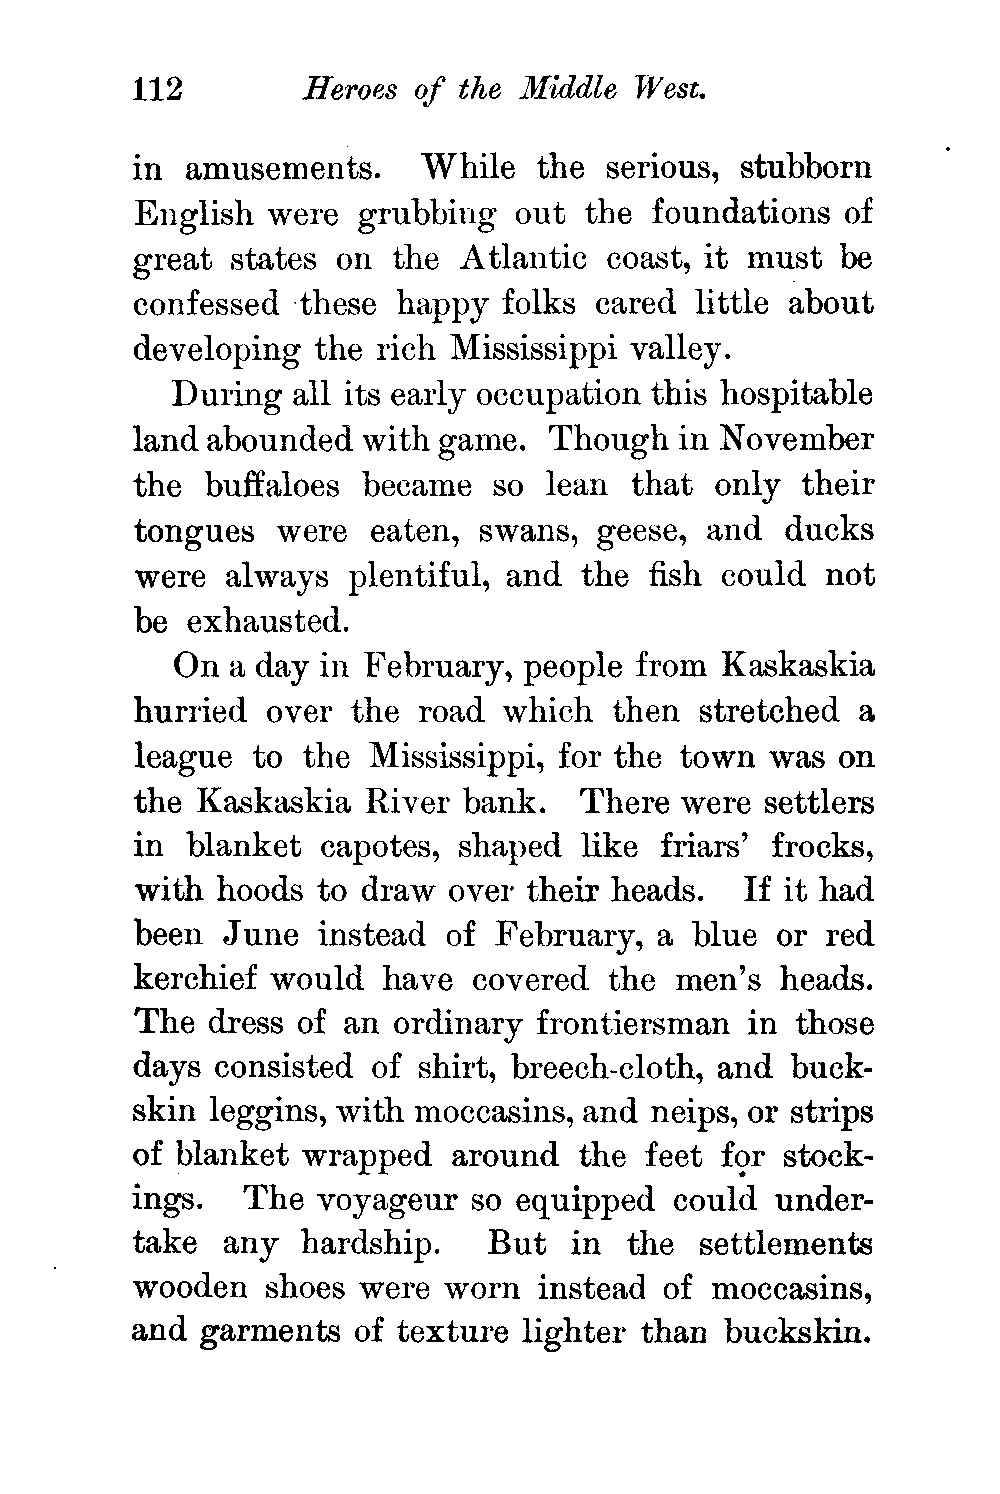 112 Heroes of the Middle West.
in amusements. While the serious, stubborn
English were grubbing out the foundations of
great states on the Atlantic coast, it must be
confessed these happy folks cared little about
developing the rich Mississippi valley.
During all its early occupation this hospitable
land abounded with game. Though in November
the buffaloes became so lean that only their
tongues were eaten, swans, geese, and ducks
were always plentiful, and the fish could not
be exhausted.
On a day in February, people from Kaskaskia
hurried over the road which then stretched a
league to the Mississippi, for the town was on
the Kaskaskia River bank. There were settlers
in blanket capotes, shaped like friars’ frocks,
with hoods to draw over their heads. If it had
been June instead of February, a blue or red
kerchief would have covered the men’s heads.
The dress of an ordinary frontiersman in those
days consisted of shirt, breech-cloth, and buck-
skin leggins, with moccasins, and neips, or strips
of blanket wrapped around the feet for stock-
ings. The voyageur so equipped could under-
take any hardship. But in the settlements
wooden shoes were worn instead of moccasins,
and garments of texture lighter than buckskin.